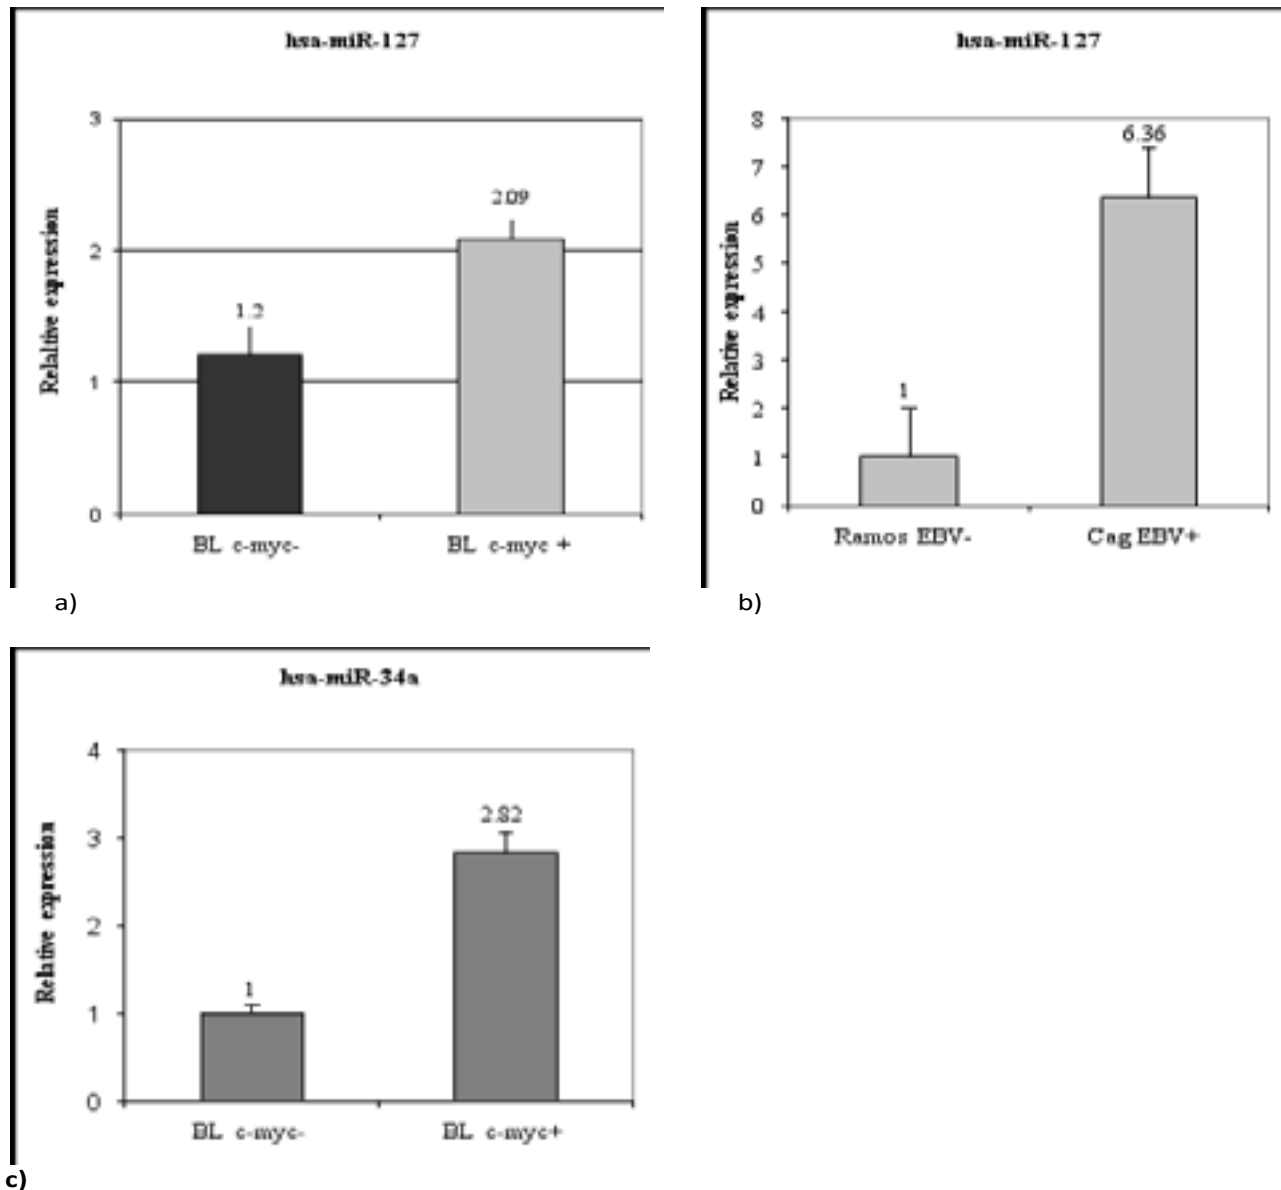 hsa-miR-127
3
2
1
0
Relaltive expression
1.2
2.09
BL c-myc-
BL c-myc +
a)
hsa-miR-127
8
7
6
5
4
3
2
1
0
Relative expression
1
6.36
Ramos EBV-
Cag EBV+
b)
hsa-miR-34a
4
3
2
1
0
Relative expression
1
2.82
BL c-myc-
BL c-myc+
c)